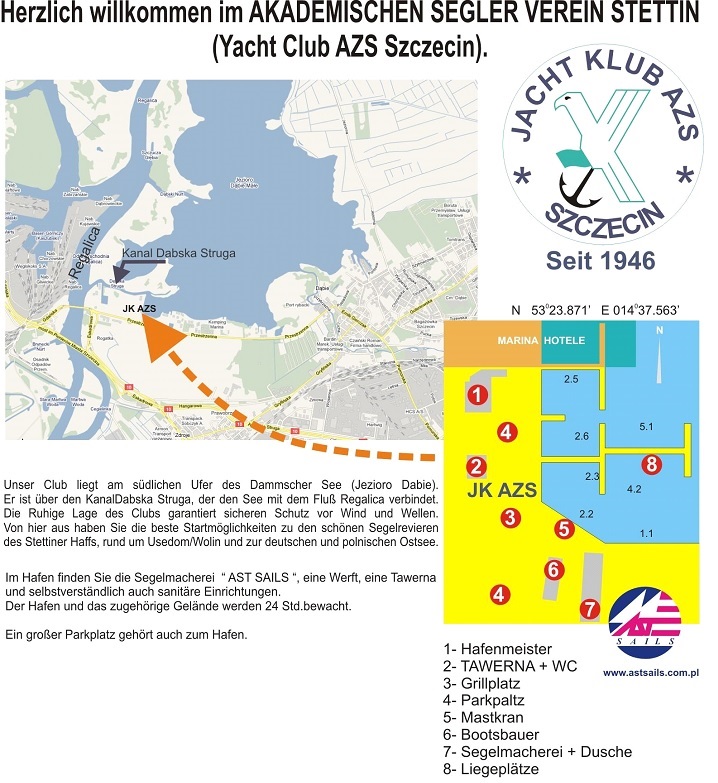 Herzlich willkommen im AKADEMISCHEN SEGLER VEREIN STETTIN
(Yacht Club AZS Szczecin).
JACHT KLUB AZS
* SZCZECIN *
Seit 1946
Regalica
Jezioro
Dąbie Małe
Regalica
Kanal Dabska Struga
JK AZS
Dąbie
Zdroje
N 53°23.871' E 014°37.563'
MARINA HOTELE
N
1
2.5
4
2.6
5.1
2
2.3
8
JK AZS
4.2
3
2.2
5
1.1
6
4
7
AST
SAILS
www.astsails.com.pl
Unser Club liegt am südlichen Ufer des Dammscher See (Jezioro Dabie).
Er ist über den KanalDabska Struga, der den See mit dem Fluß Regalica verbindet.
Die Ruhige Lage des Clubs garantiert sicheren Schutz vor Wind und Wellen.
Von hier aus haben Sie die beste Startmöglichkeiten zu den schönen Segelrevieren
des Stettiner Haffs, rund um Usedom/Wolin und zur deutschen und polnischen Ostsee.
Im Hafen finden Sie die Segelmacherei “ AST SAILS “, eine Werft, eine Tawerna
und selbstverständlich auch sanitäre Einrichtungen.
Der Hafen und das zugehörige Gelände werden 24 Std.bewacht.
Ein großer Parkplatz gehört auch zum Hafen.
1- Hafenmeister
2- TAWERNA + WC
3- Grillplatz
4- Parkpaltz
5- Mastkran
6- Bootsbauer
7- Segelmacherei + Dusche
8- Liegeplätze